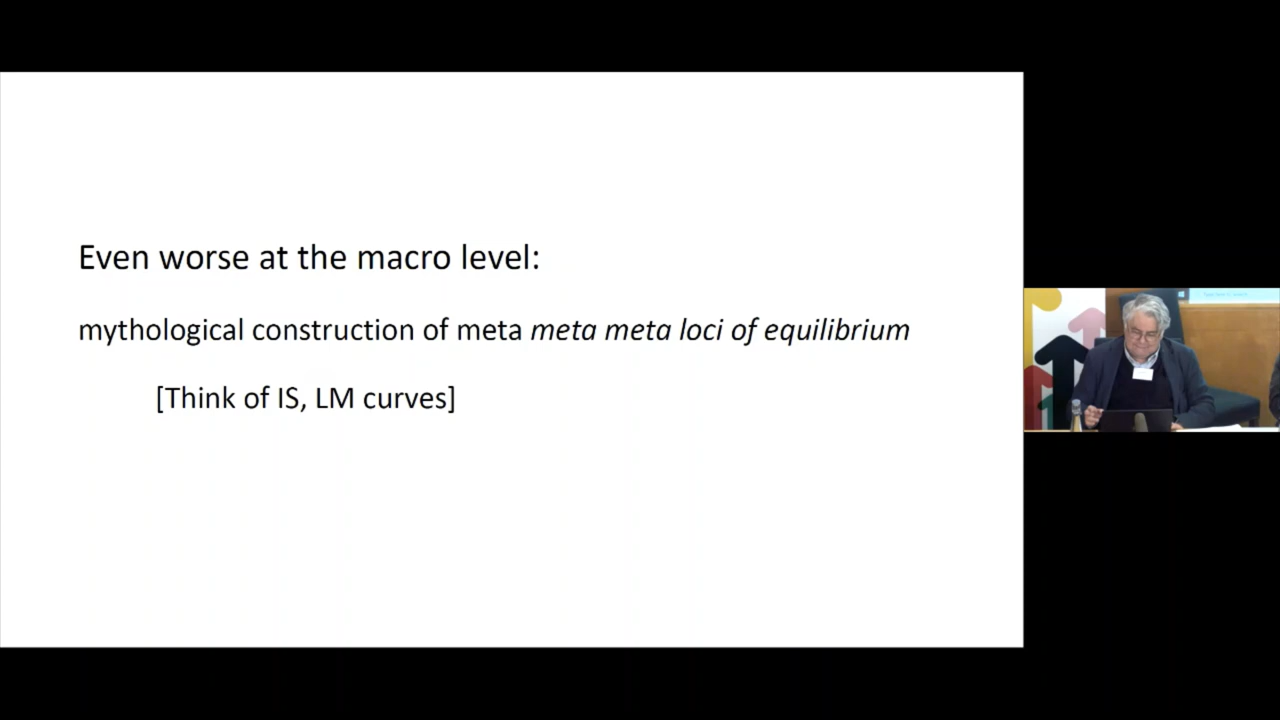 Even worse at the macro level:
mythological construction of meta meta meta loci of equilibrium
[Think of IS, LM curves]